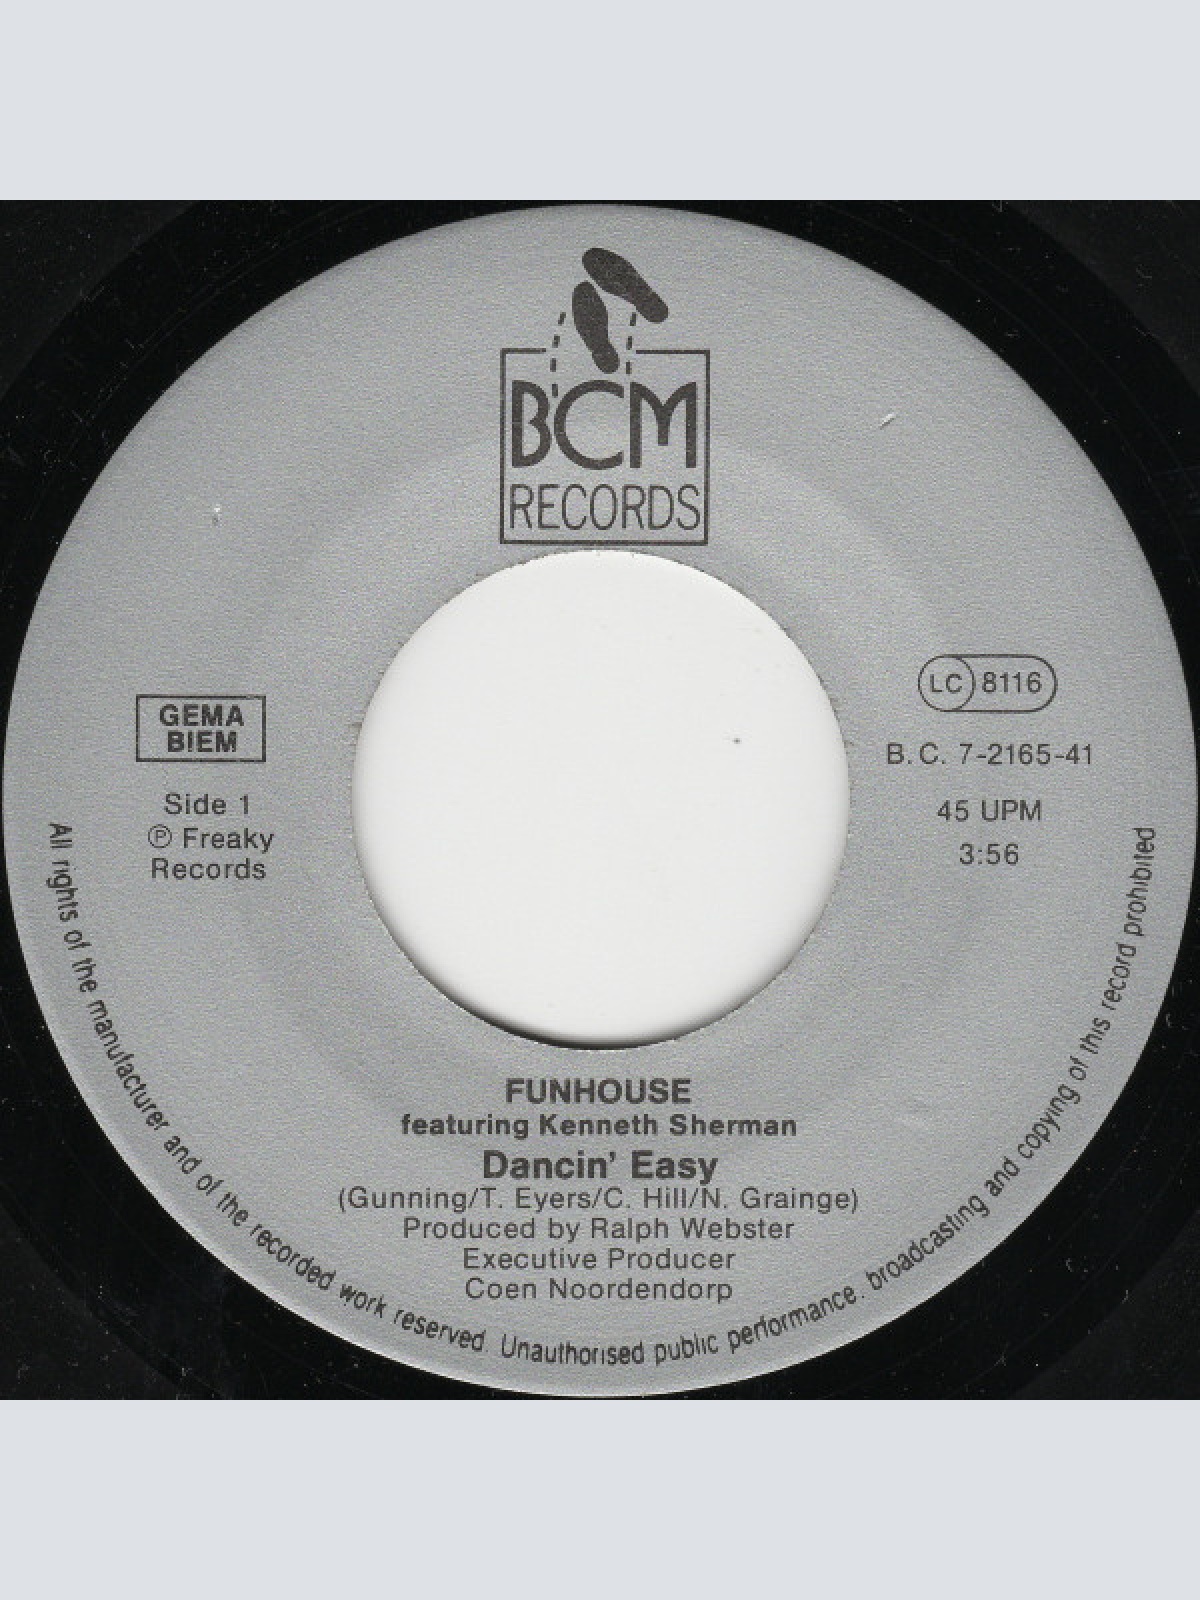 BCM
RECORDS
GEMA
BIEM
Side 1
Ⓟ Freaky
Records
LC 8116
B.C. 7-2165-41
45 UPM
3:56
FUNHOUSE
featuring Kenneth Sherman
Dancin' Easy
(Gunning/T. Eyers/C. Hill/N. Grainge)
Produced by Ralph Webster
Executive Producer
Coen Noordendorp
All rights of the manufacturer and of the recorded work reserved. Unauthorised public performance. broadcasting and copying of this record prohibited